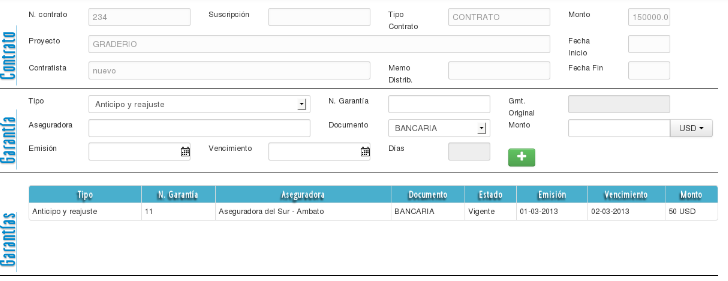 Contrato
N. contrato 234 Suscripción Tipo Contrato CONTRATO Monto 150000.0
Proyecto GRADERIO Fecha Inicio
Contratista nuevo Memo Distrib. Fecha Fin
Garantía
Tipo Anticipo y reajuste N. Garantía Grnt. Original
Aseguradora Documento BANCARIA Monto USD
Emisión Vencimiento Días
Garantías
Tipo N. Garantía Aseguradora Documento Estado Emisión Vencimiento Monto
Anticipo y reajuste 11 Aseguradora del Sur - Ambato BANCARIA Vigente 01-03-2013 02-03-2013 50 USD